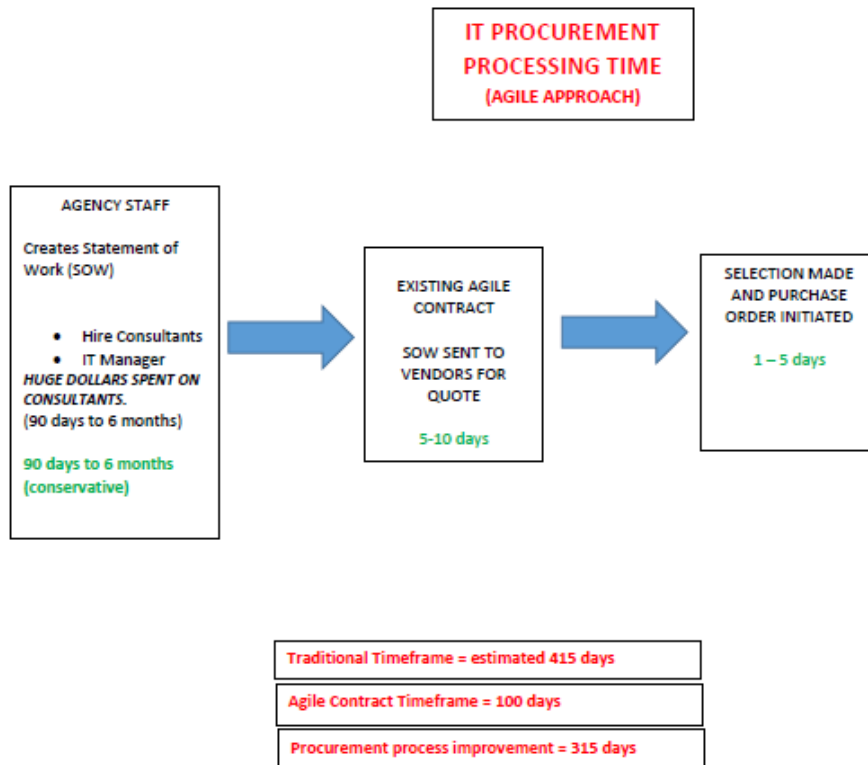 IT PROCUREMENT
PROCESSING TIME
(AGILE APPROACH)
AGENCY STAFF
Creates Statement of
Work (SOW)
• Hire Consultants
• IT Manager
HUGE DOLLARS SPENT ON
CONSULTANTS.
(90 days to 6 months)
90 days to 6 months
(conservative)
EXISTING AGILE
CONTRACT
SOW SENT TO
VENDORS FOR
QUOTE
5-10 days
SELECTION MADE
AND PURCHASE
ORDER INITIATED
1 – 5 days
Traditional Timeframe = estimated 415 days
Agile Contract Timeframe = 100 days
Procurement process improvement = 315 days